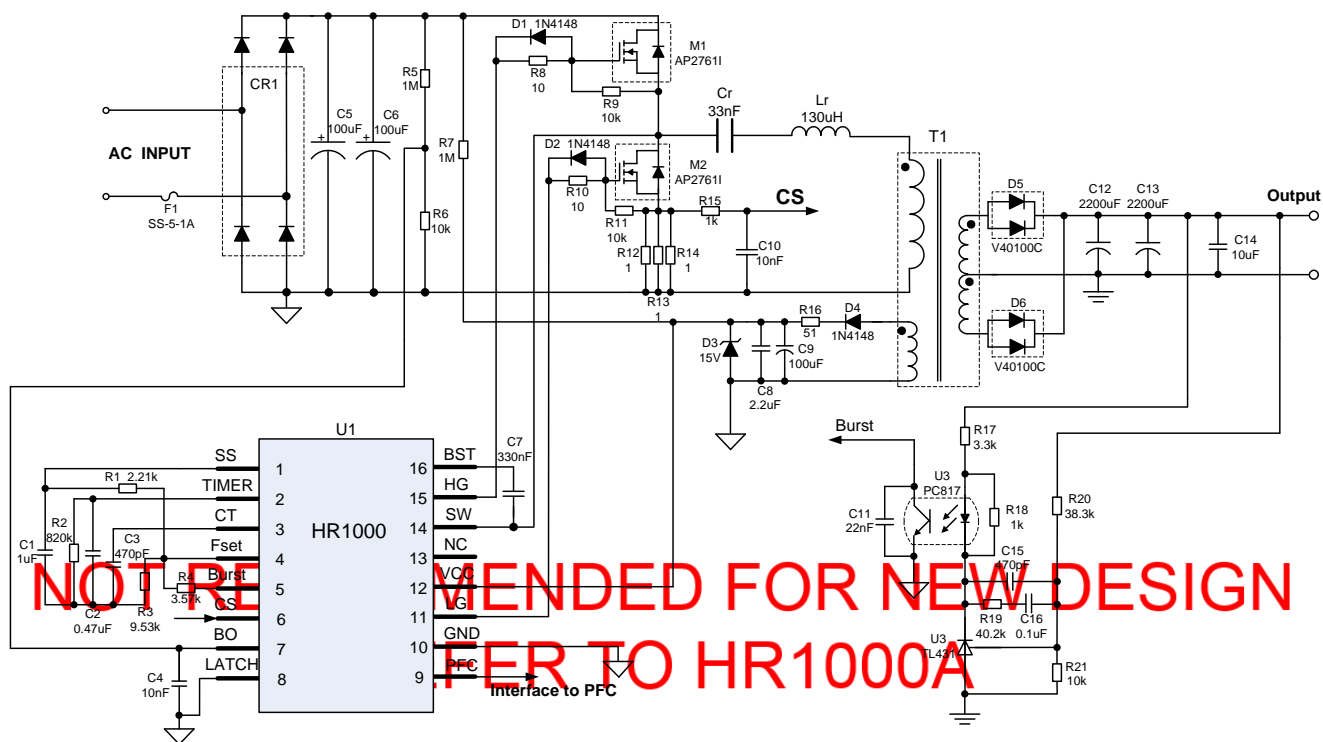 D1 1N4148
M1
AP2761I
R8
10
R9
10k
CR1
R5
1M
C5
100uF
C6
100uF
R7
1M
Cr
33nF
Lr
130uH
T1
AC INPUT
F1
SS-5-1A
D2 1N4148
M2
AP2761I
R10
10
R6
10k
R11
10k
R15
1k
CS
R12
1
R14
1
R13
1
C10
10nF
D5
V40100C
C12
2200uF
C13
2200uF
Output
C14
10uF
D6
V40100C
R16
51
D4
1N4148
D3
15V
C9
100uF
C8
2.2uF
U1
HR1000
SS
1
TIMER
2
CT
3
Fset
4
Burst
5
CS
6
BO
7
LATCH
8
BST
16
HG
15
SW
14
NC
13
VCC
12
LG
11
GND
10
PFC
9
Interface to PFC
C7
330nF
R1 2.21k
R2
820k
C1
1uF
C3
470pF
R4
3.57k
C2
0.47uF
R3
9.53k
C4
10nF
Burst
R17
3.3k
U3
PC817
C11
22nF
R18
1k
R20
38.3k
C15
470pF
R19
40.2k
C16
0.1uF
U3
TL431
R21
10k
NOT RE MENDED FOR NEW DESIGN
FER TO HR1000A